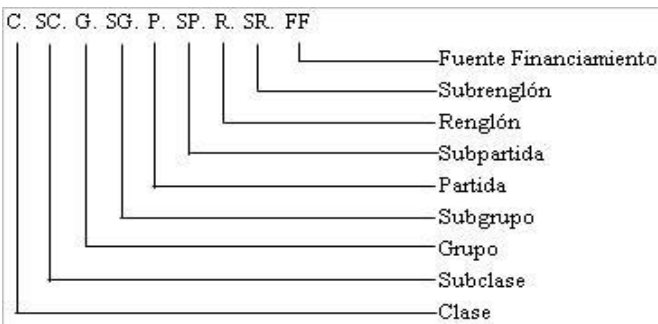 C. SC. G. SG. P. SP. R. SR. FF
Fuente Financiamiento
Subrenglón
Renglón
Subpartida
Partida
Subgrupo
Grupo
Subclase
Clase